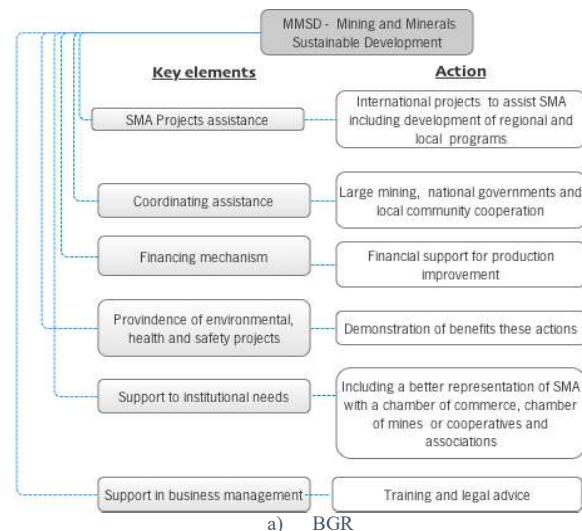 MMSD - Mining and Minerals
Sustainable Development
Key elements
Action
SMA Projects assistance
International projects to assist SMA
including development of regional and
local programs
Coordinating assistance
Large mining, national governments and
local community cooperation
Financing mechanism
Financial support for production
improvement
Provindence of environmental,
health and safety projects
Demonstration of benefits these actions
Support to institutional needs
Including a better representation of SMA
with a chamber of commerce, chamber
of mines or cooperatives and
associations
Support in business management
Training and legal advice
a) BGR